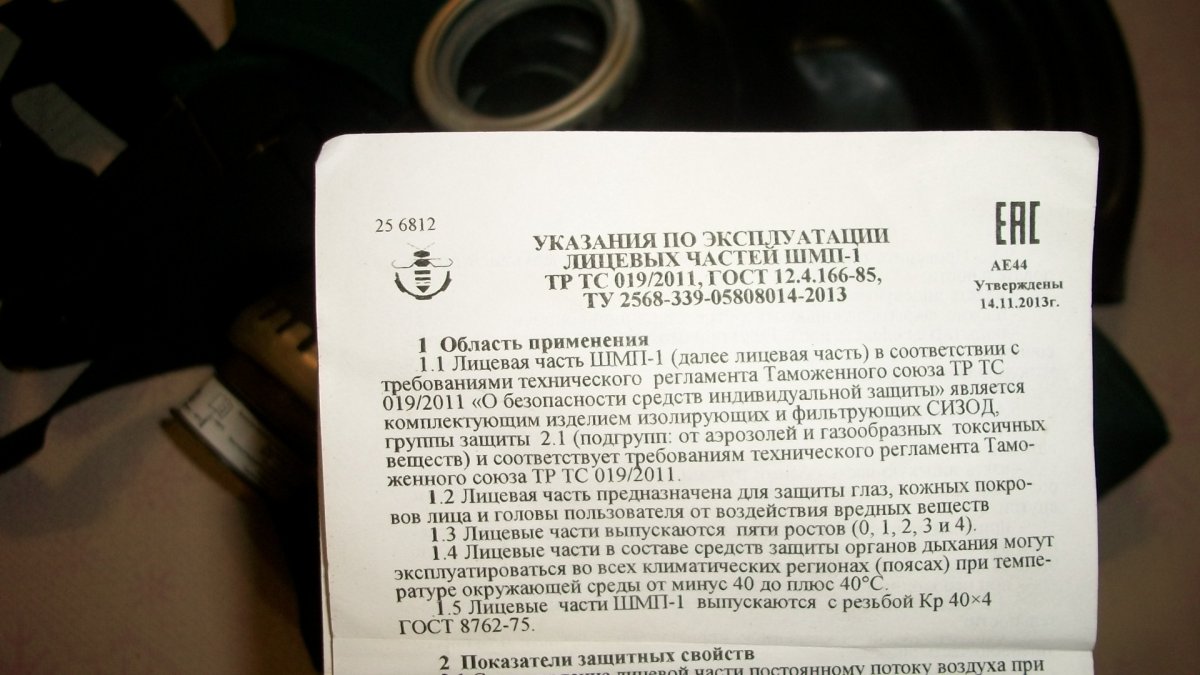 25 6812
EAC
УКАЗАНИЯ ПО ЭКСПЛУАТАЦИИ
ЛИЦЕВЫХ ЧАСТЕЙ ШМП-1
ТР ТС 019/2011, ГОСТ 12.4.166-85,
ТУ 2568-339-05808014-2013
АЕ44
Утверждены
14.11.2013г.
1 Область применения
1.1 Лицевая часть ШМП-1 (далее лицевая часть) в соответствии с
требованиями технического регламента Таможенного союза ТР ТС
019/2011 «О безопасности средств индивидуальной защиты» является
комплектующим изделием изолирующих и фильтрующих СИЗОД,
группы защиты 2.1 (подгрупп: от аэрозолей и газообразных токсичных
веществ) и соответствует требованиям технического регламента Тамо-
женного союза ТР ТС 019/2011.
1.2 Лицевая часть предназначена для защиты глаз, кожных покро-
вов лица и головы пользователя от воздействия вредных веществ
1.3 Лицевые части выпускаются пяти ростов (0, 1, 2, 3 и 4).
1.4 Лицевые части в составе средств защиты органов дыхания могут
эксплуатироваться во всех климатических регионах (поясах) при темпе-
ратуре окружающей среды от минус 40 до плюс 40°С.
1.5 Лицевые части ШМП-1 выпускаются с резьбой Кр 40×4
ГОСТ 8762-75.
2 Показатели защитных свойств
лицевой части постоянному потоку воздуха при